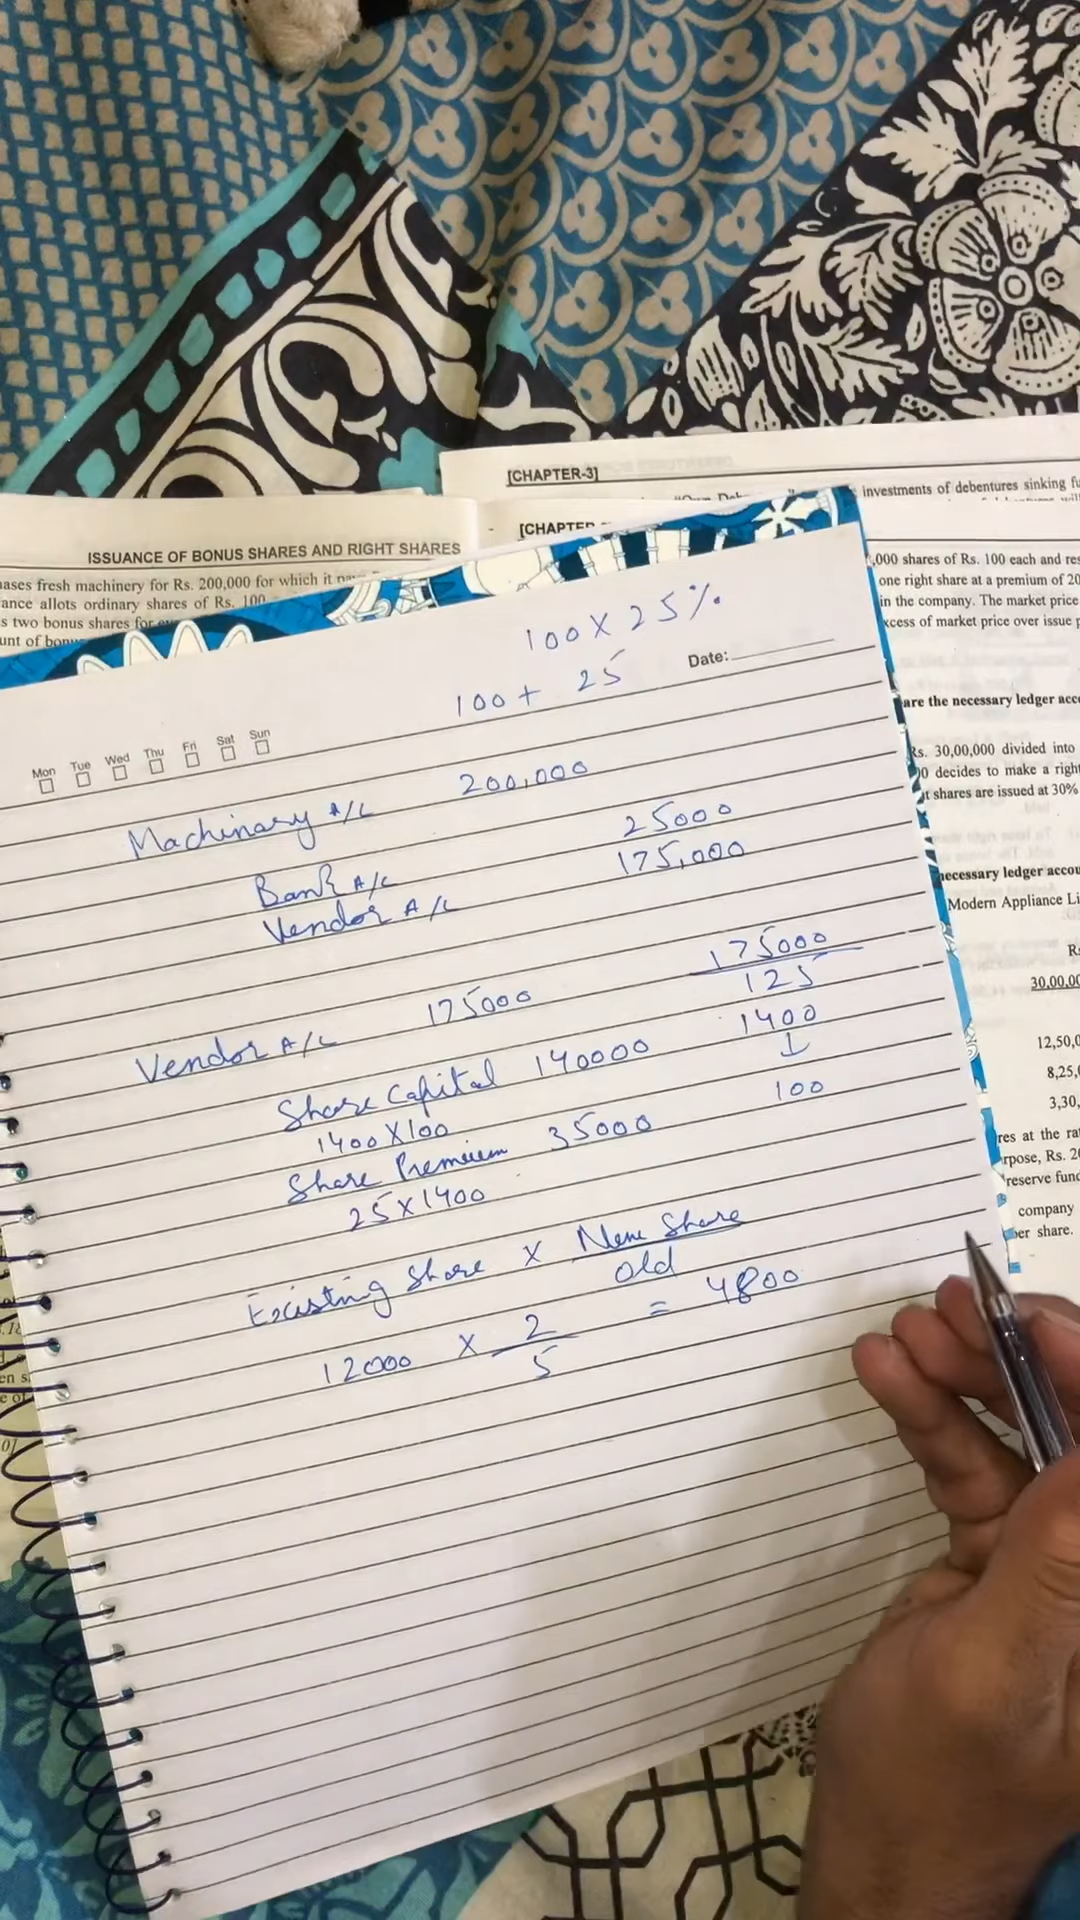 [CHAPTER-3]
investments of debentures sinking fu
[CHAPTER
ISSUANCE OF BONUS SHARES AND RIGHT SHARES
ases fresh machinery for Rs. 200,000 for which it
ance allots ordinary shares of Rs. 100
s two bonus shares for
unt of bonu
,000 shares of Rs. 100 each and res
one right share at a premium of 20
in the company. The market price
xcess of market price over issue p
are the necessary ledger acco
Rs. 30,00,000 divided into
0 decides to make a right
t shares are issued at 30%
necessary ledger accou
Modern Appliance Li
Rs
30,00,00
12,50,0
8,25,0
3,30,
res at the ra
rpose, Rs. 20
reserve fund
company
per share.
100 X 25%
100 + 25
Date:
Mon Tue Wed Thu Fri Sat Sun
Machinary A/c 200,000
Bank A/c 25000
Vendor A/c 175,000
175000
125
Vendor A/c 175000
1400
↓
Share Capital 140000
100
1400 X 100
Share Premium 35000
25 X 1400
Existing Share X New Share
old
12000 X 2 = 4800
5